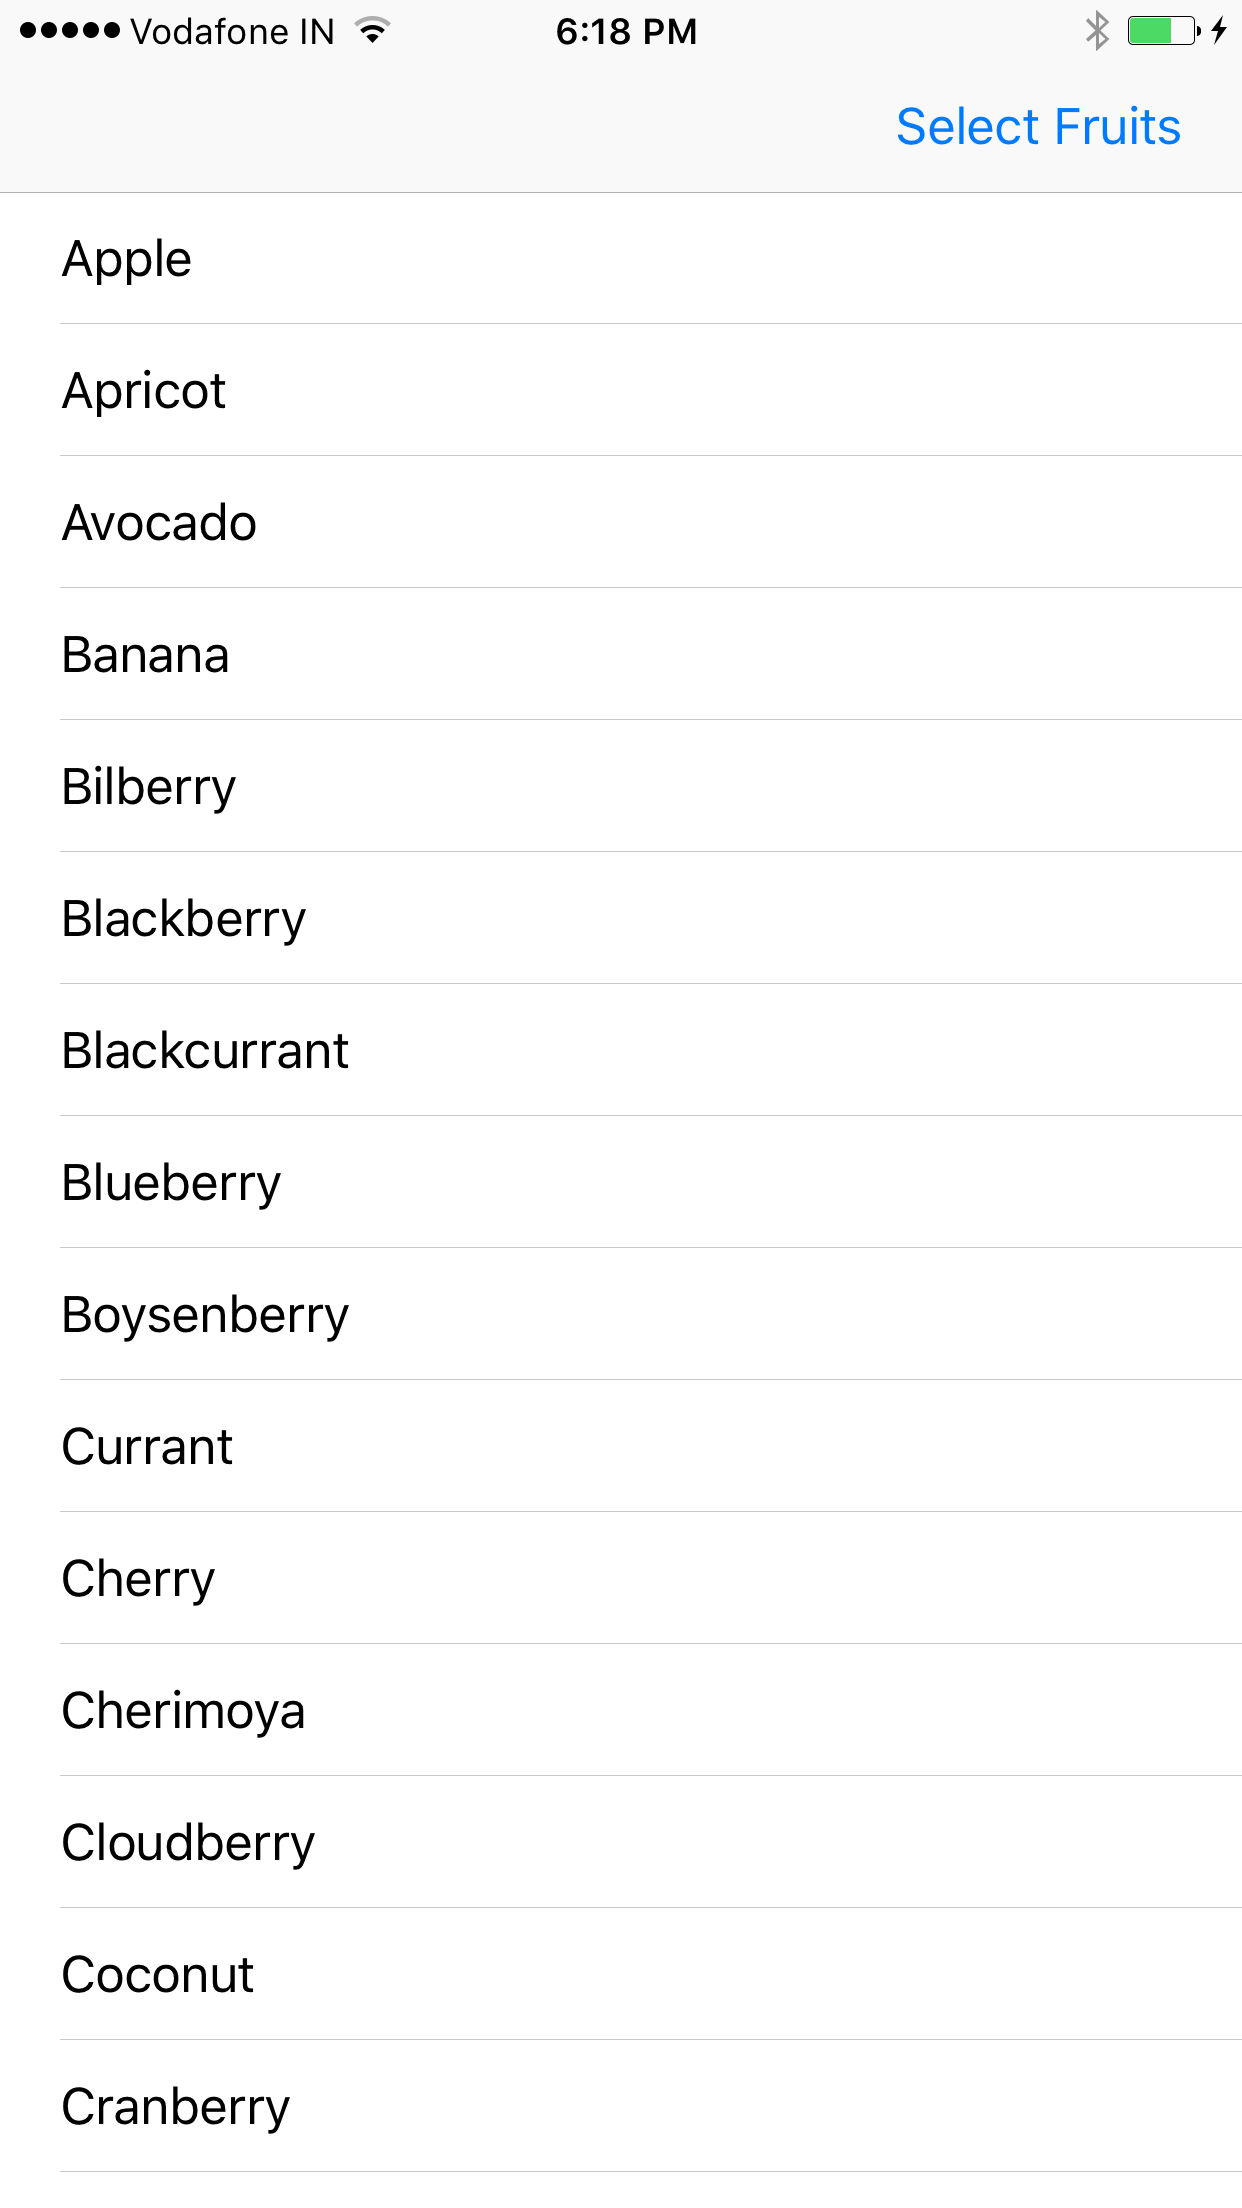 Vodafone IN 6:18 PM
Select Fruits
Apple
Apricot
Avocado
Banana
Bilberry
Blackberry
Blackcurrant
Blueberry
Boysenberry
Currant
Cherry
Cherimoya
Cloudberry
Coconut
Cranberry